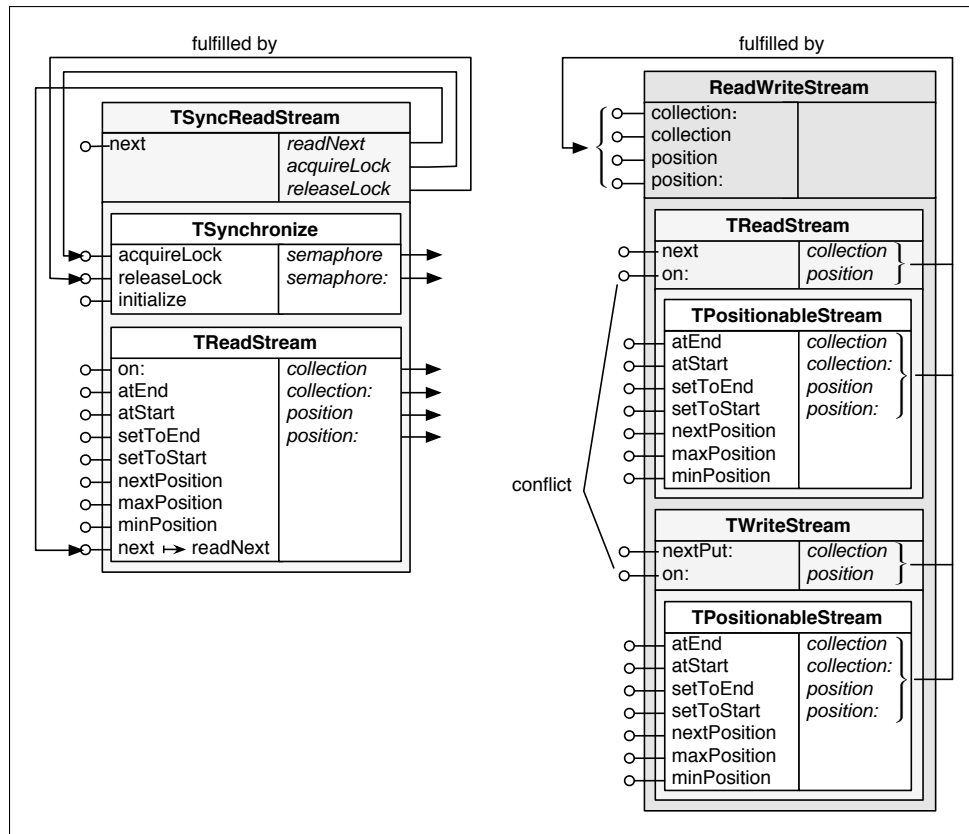 fulfilled by
TSyncReadStream
next readNext
acquireLock
releaseLock
TSynchronize
acquireLock semaphore
releaseLock semaphore:
initialize
TReadStream
on: collection
atEnd collection:
atStart position
setToEnd position:
setToStart
nextPosition
maxPosition
minPosition
next ↦ readNext
fulfilled by
ReadWriteStream
collection:
collection
position
position:
TReadStream
next collection
on: position
TPositionableStream
atEnd collection
atStart collection:
setToEnd position
setToStart position:
nextPosition
maxPosition
minPosition
conflict
TWriteStream
nextPut: collection
on: position
TPositionableStream
atEnd collection
atStart collection:
setToEnd position
setToStart position:
nextPosition
maxPosition
minPosition